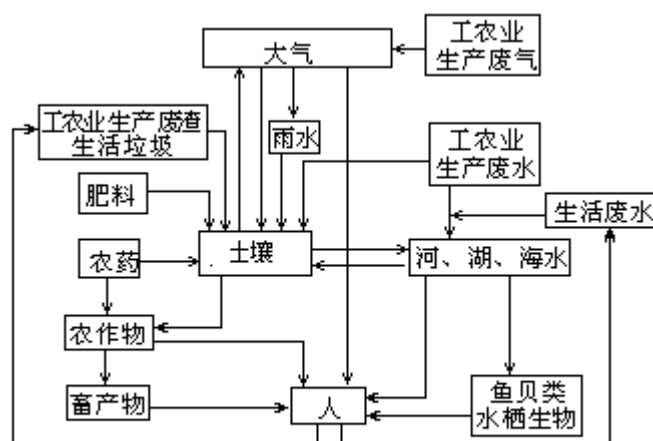 大气
工农业
生产废气
工农业生产废渣
生活垃圾
雨水
工农业
生产废水
肥料
生活废水
农药
土壤
河、湖、海水
农作物
畜产物
人
鱼贝类
水栖生物